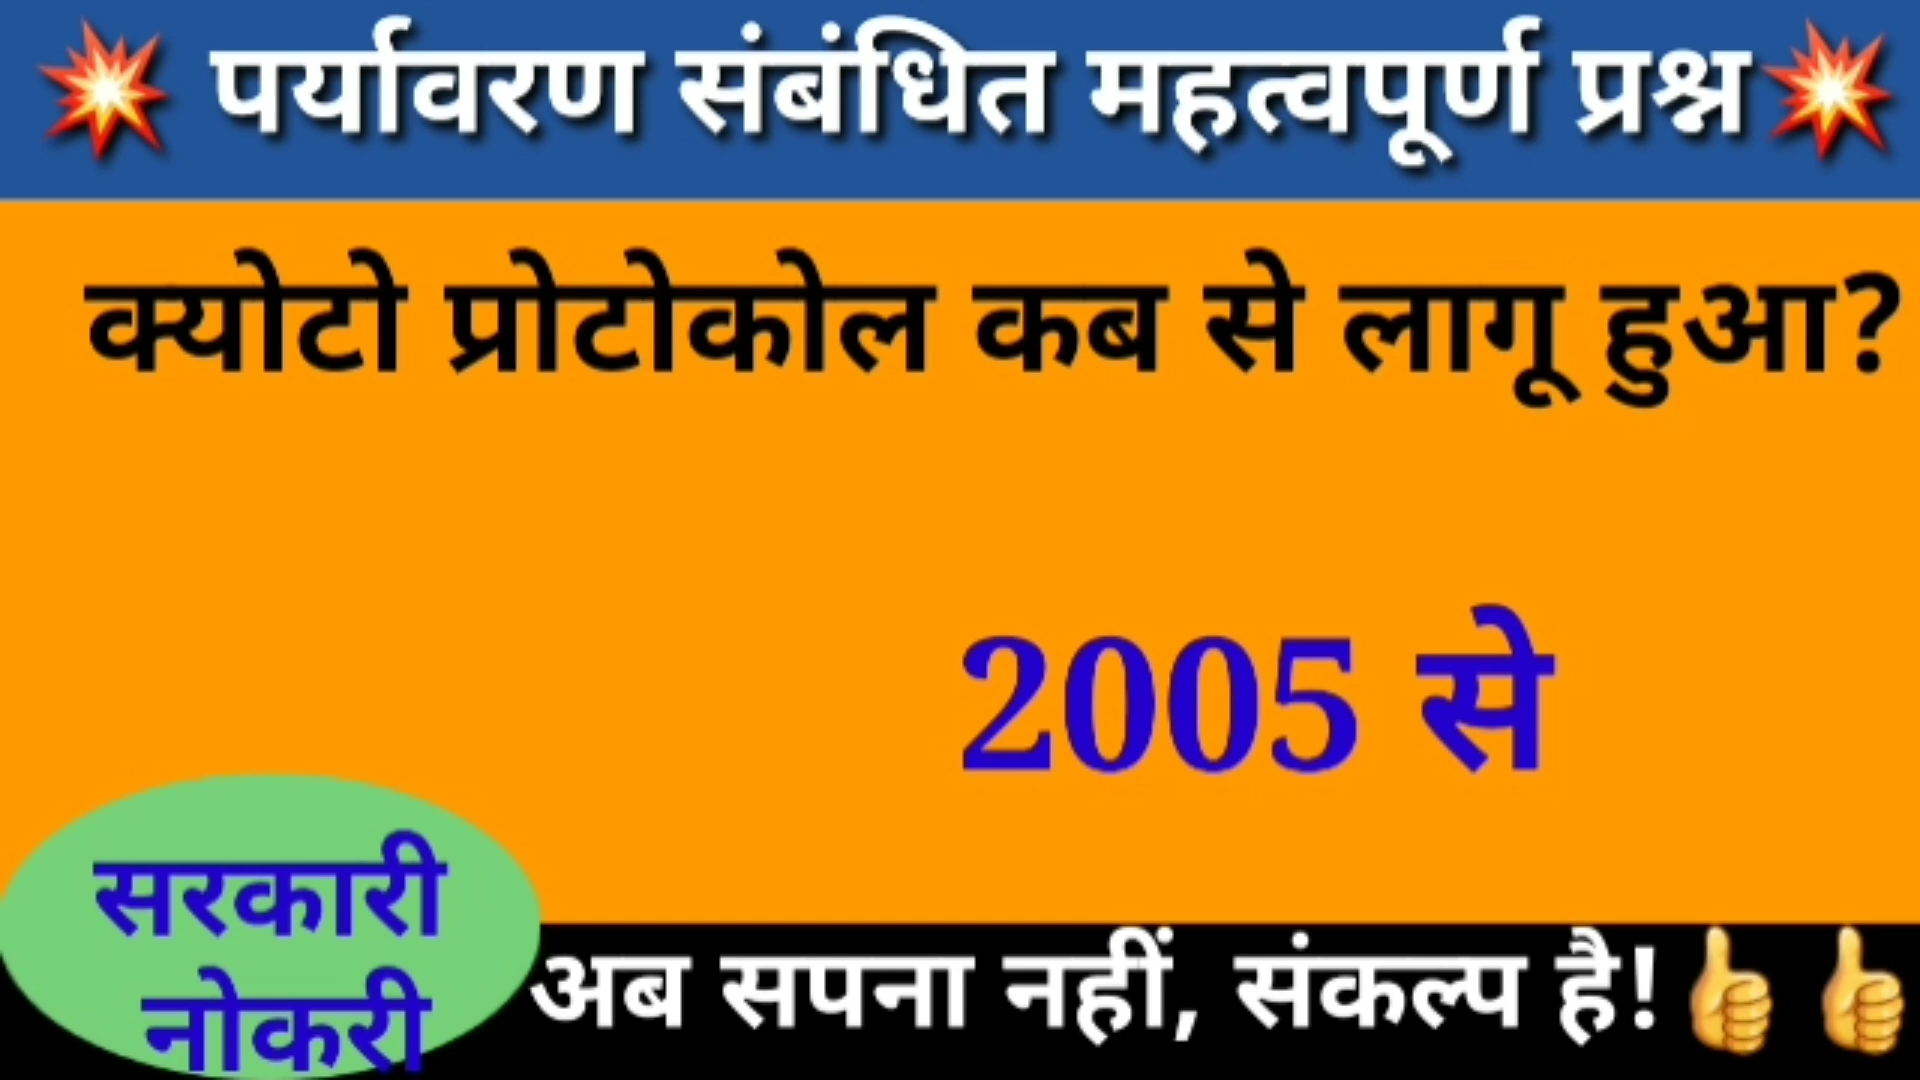 💥 पर्यावरण संबंधित महत्वपूर्ण प्रश्न💥
क्योटो प्रोटोकोल कब से लागू हुआ?
2005 से
सरकारी
नोकरी
अब सपना नहीं, संकल्प है!👍👍